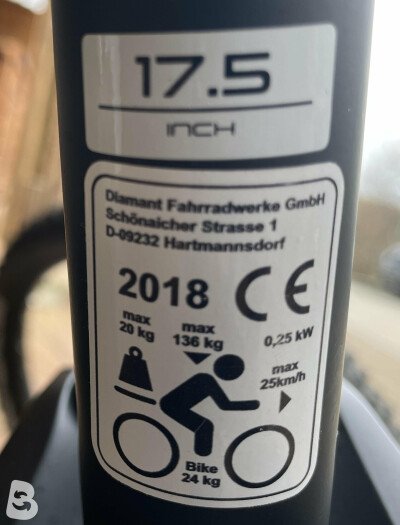 17.5
INCH
Diamant Fahrradwerke GmbH
Schönaicher Strasse 1
D-09232 Hartmannsdorf
2018 CE
max
20 kg
max
136 kg
0,25 kW
max
25km/h
Bike
24 kg
B